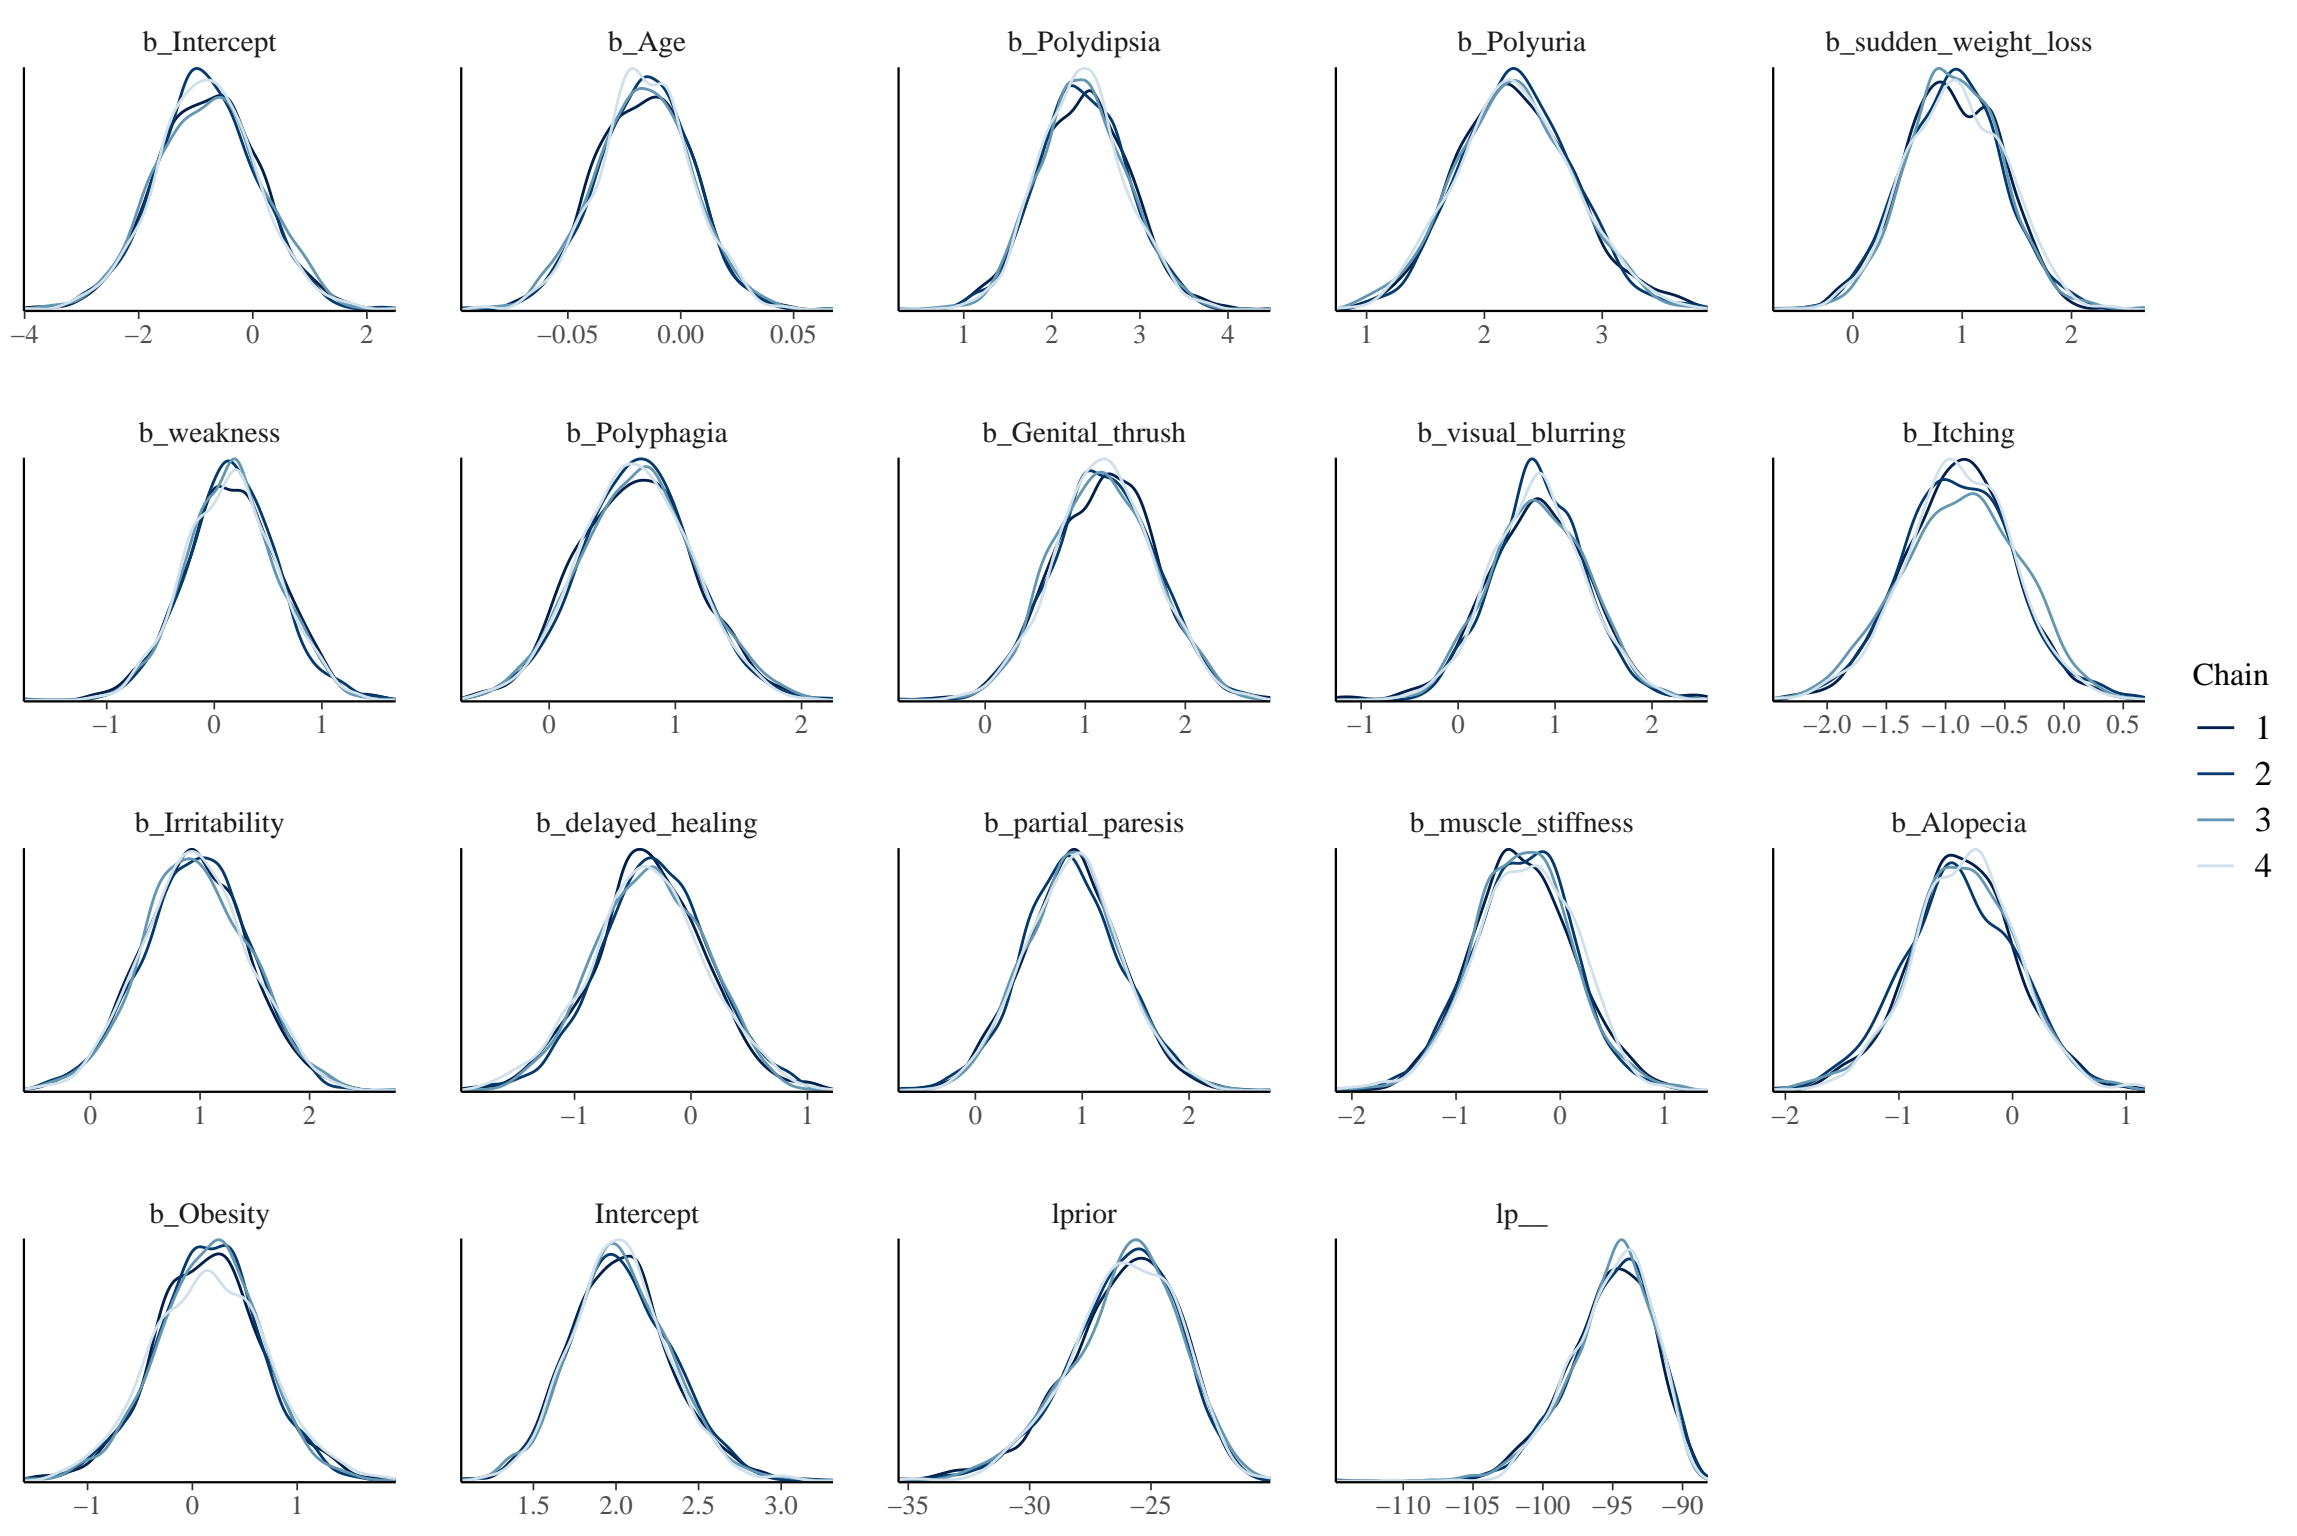 b_Intercept b_Age b_Polydipsia b_Polyuria b_sudden_weight_loss
−4 −2 0 2 −0.05 0.00 0.05 1 2 3 4 1 2 3 0 1 2
b_weakness b_Polyphagia b_Genital_thrush b_visual_blurring b_Itching
−1 0 1 0 1 2 0 1 2 −1 0 1 2 −2.0 −1.5 −1.0 −0.5 0.0 0.5
Chain
1
2
3
4
b_Irritability b_delayed_healing b_partial_paresis b_muscle_stiffness b_Alopecia
0 1 2 −1 0 1 0 1 2 −2 −1 0 1 −2 −1 0 1
b_Obesity Intercept lprior lp__
−1 0 1 1.5 2.0 2.5 3.0 −35 −30 −25 −110 −105 −100 −95 −90